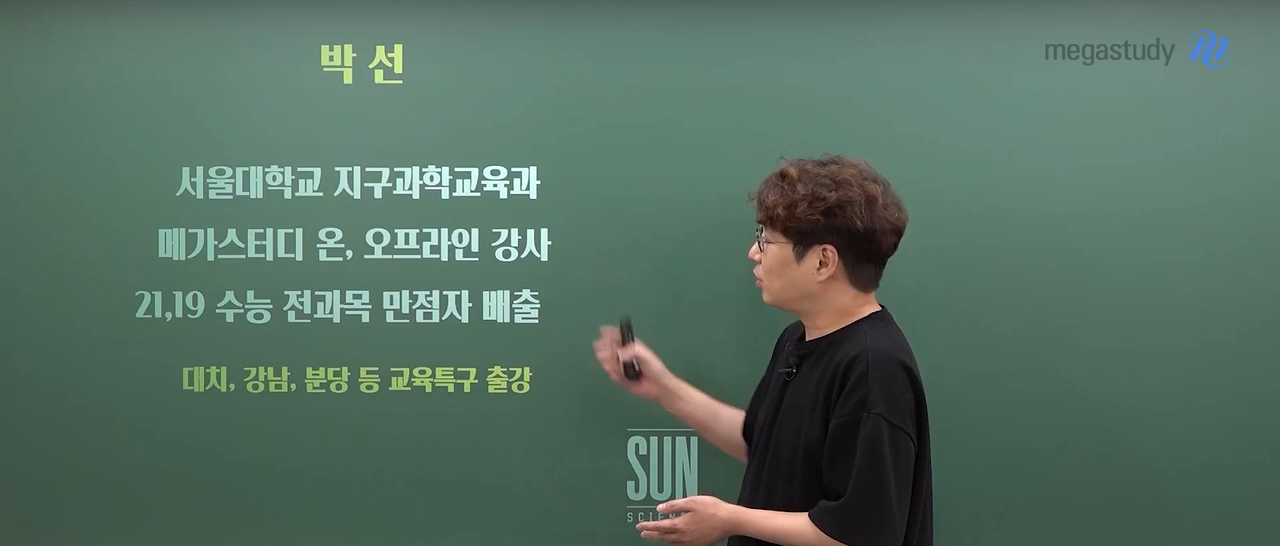 박 선
megastudy
서울대학교 지구과학교육과
메가스터디 온, 오프라인 강사
21,19 수능 전과목 만점자 배출
대치, 강남, 분당 등 교육특구 출강
SUN